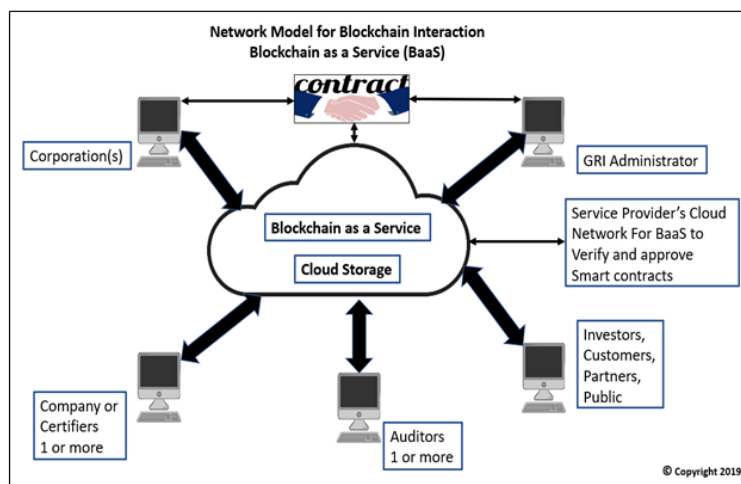 Network Model for Blockchain Interaction
Blockchain as a Service (BaaS)
contract
Corporation(s)
GRI Administrator
Blockchain as a Service
Cloud Storage
Service Provider's Cloud
Network For BaaS to
Verify and approve
Smart contracts
Investors,
Customers,
Partners,
Public
Company or
Certifiers
1 or more
Auditors
1 or more
© Copyright 2019